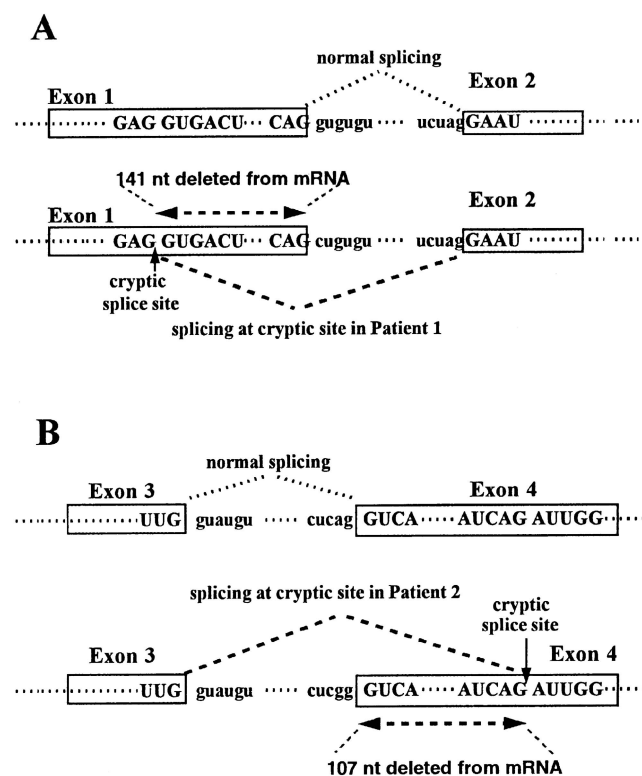 A
normal splicing
Exon 1 Exon 2
GAG GUGACU CAG gugugu ucuag GAAU
141 nt deleted from mRNA
Exon 1 Exon 2
GAG GUGACU CAG cugugu ucuag GAAU
cryptic
splice site
splicing at cryptic site in Patient 1
B
normal splicing
Exon 3 Exon 4
UUG guaugu cucag GUCA AUCAG AUUGG
splicing at cryptic site in Patient 2
cryptic
splice site
Exon 3 Exon 4
UUG guaugu cucgg GUCA AUCAG AUUGG
107 nt deleted from mRNA